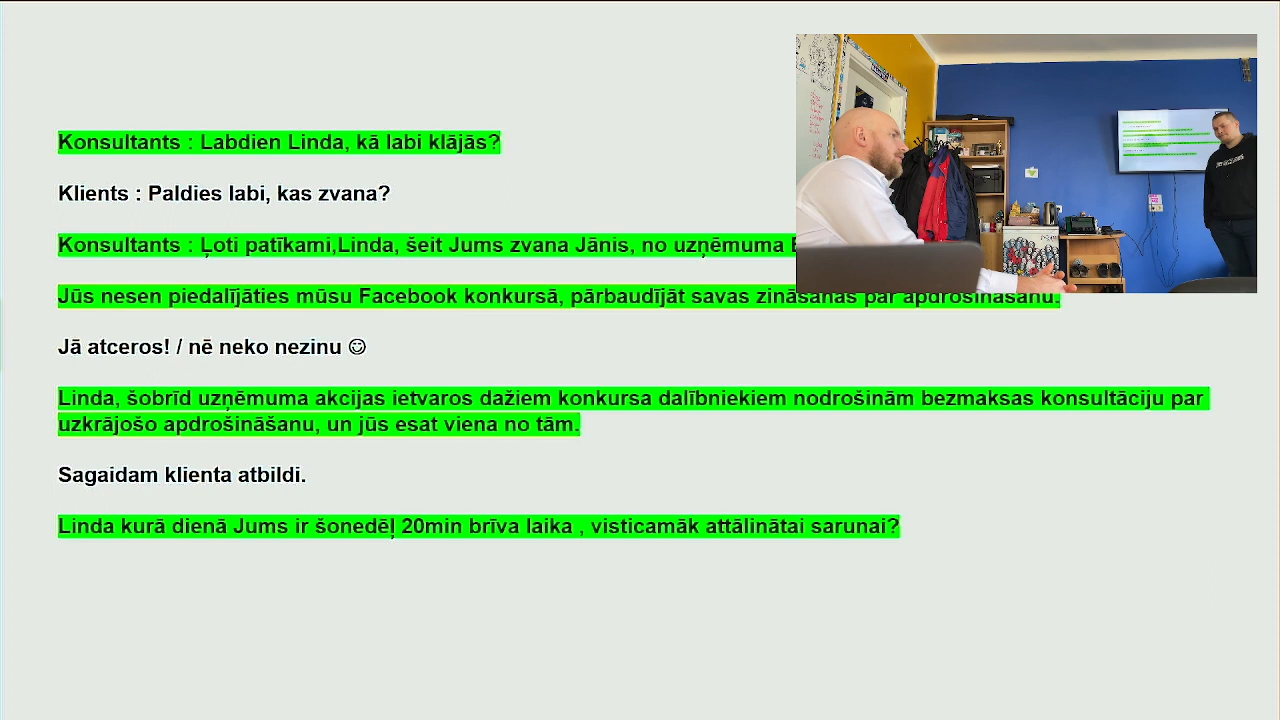 Konsultants : Labdien Linda, kā labi klājās?
Klients : Paldies labi, kas zvana?
Konsultants : Ļoti patīkami,Linda, šeit Jums zvana Jānis, no uzņēmuma
Jūs nesen piedalījāties mūsu Facebook konkursā, pārbaudījāt savas zināšanas par apdrošināšanu.
Jā atceros! / nē neko nezinu ☺
Linda, šobrīd uzņēmuma akcijas ietvaros dažiem konkursa dalībniekiem nodrošinām bezmaksas konsultāciju par
uzkrājošo apdrošināšanu, un jūs esat viena no tām.
Sagaidam klienta atbildi.
Linda kurā dienā Jums ir šonedēļ 20min brīva laika , visticamāk attālinātai sarunai?